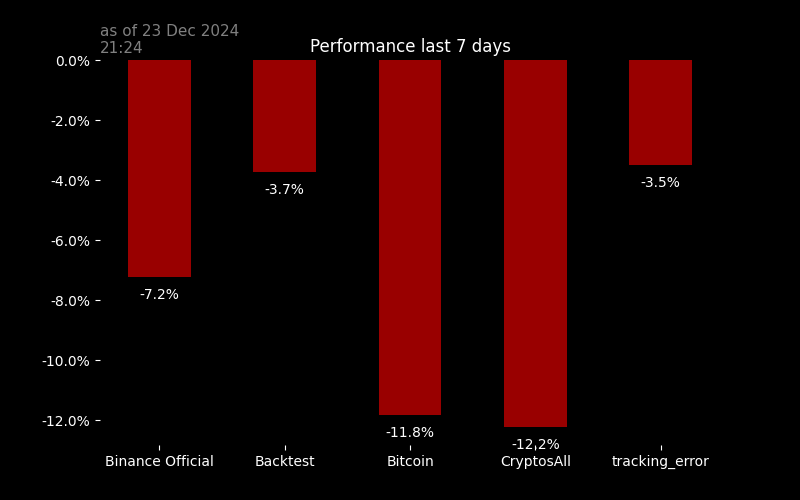 as of 23 Dec 2024
21:24
Performance last 7 days
0.0%
-2.0%
-4.0%
-6.0%
-8.0%
-10.0%
-12.0%
-7.2%
-3.7%
-11.8%
-12.2%
-3.5%
Binance Official
Backtest
Bitcoin
CryptosAll
tracking_error